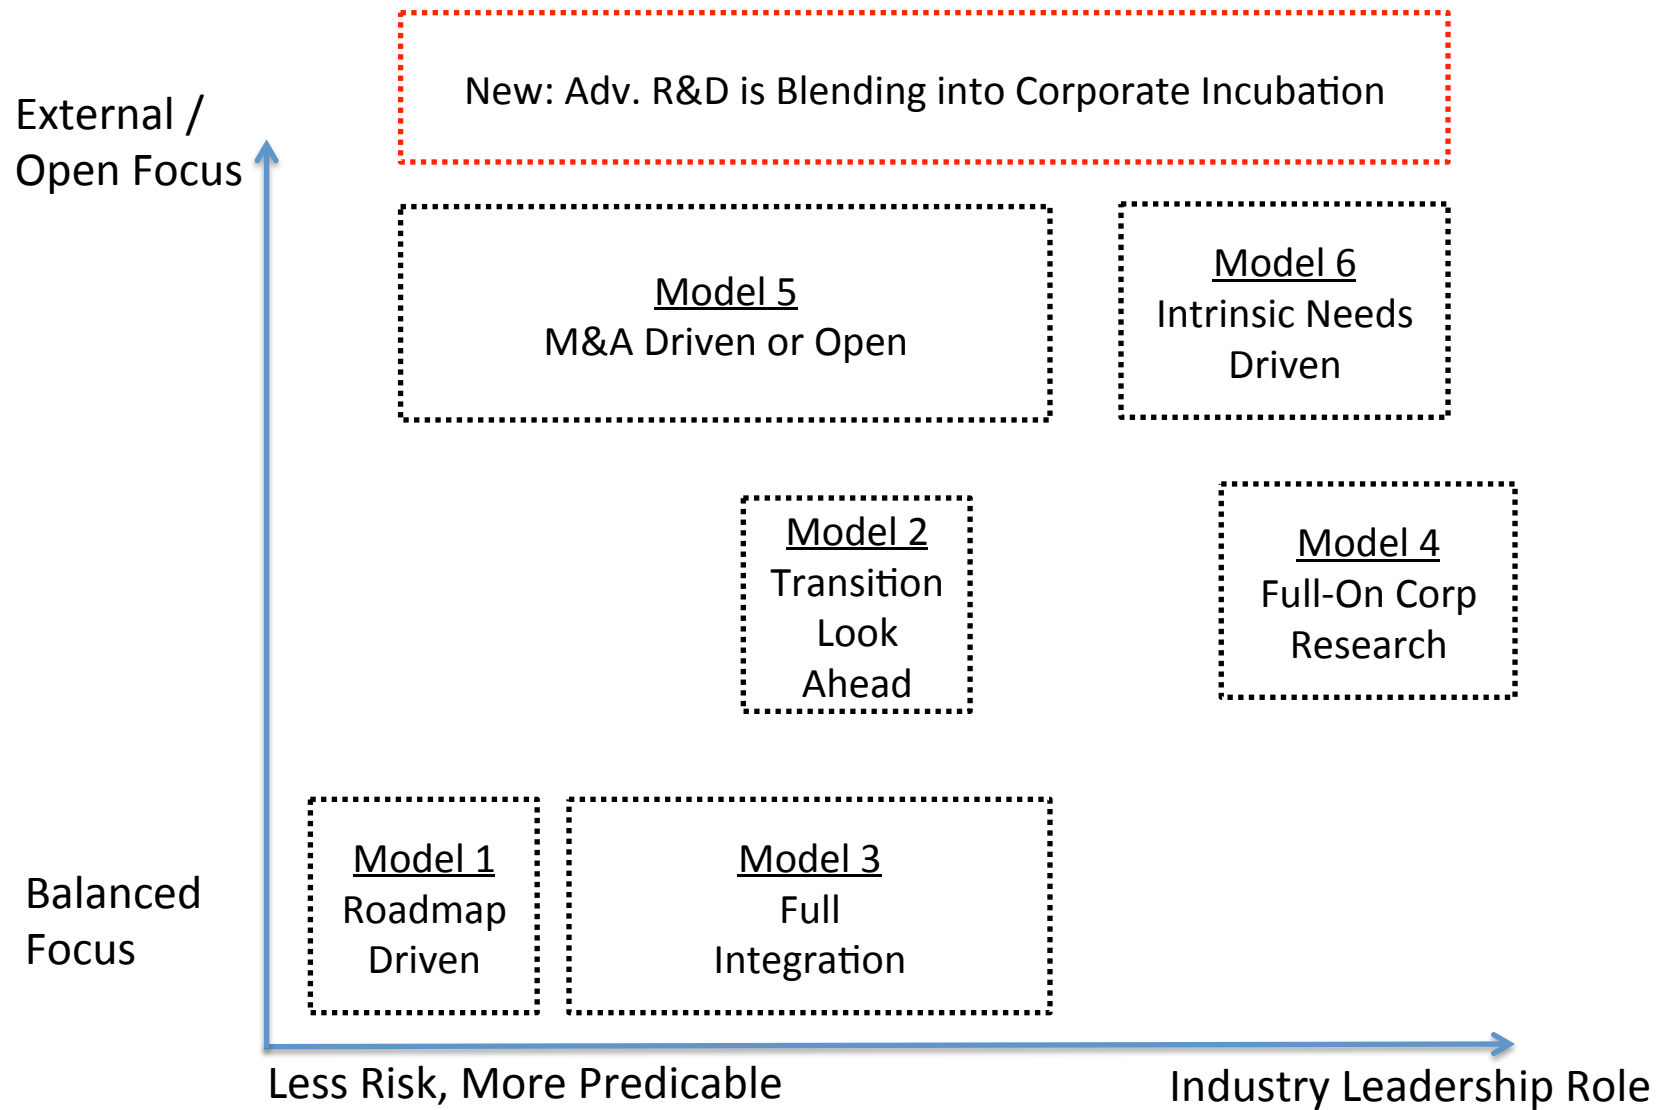 New: Adv. R&D is Blending into Corporate Incubation
External /
Open Focus
Model 5
M&A Driven or Open
Model 6
Intrinsic Needs
Driven
Model 2
Transition
Look
Ahead
Model 4
Full-On Corp
Research
Balanced
Focus
Model 1
Roadmap
Driven
Model 3
Full
Integration
Less Risk, More Predicable
Industry Leadership Role